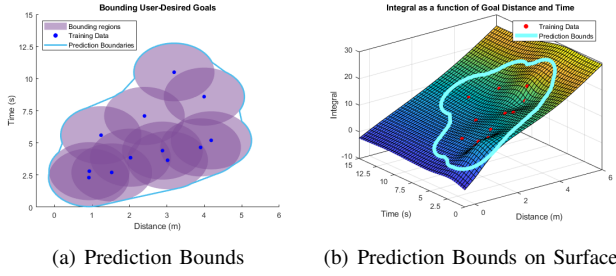 Bounding User-Desired Goals
Bounding regions
Training Data
Prediction Boundaries
15
12.5
10
7.5
5
2.5
0
Time (s)
0 1 2 3 4 5 6
Distance (m)
(a) Prediction Bounds
Integral as a function of Goal Distance and Time
Training Data
Prediction Bounds
30
20
10
0
-10
Integral
15
12.5
10
7.5
5
2.5
0
Time (s)
0 2 4 6
Distance (m)
(b) Prediction Bounds on Surface